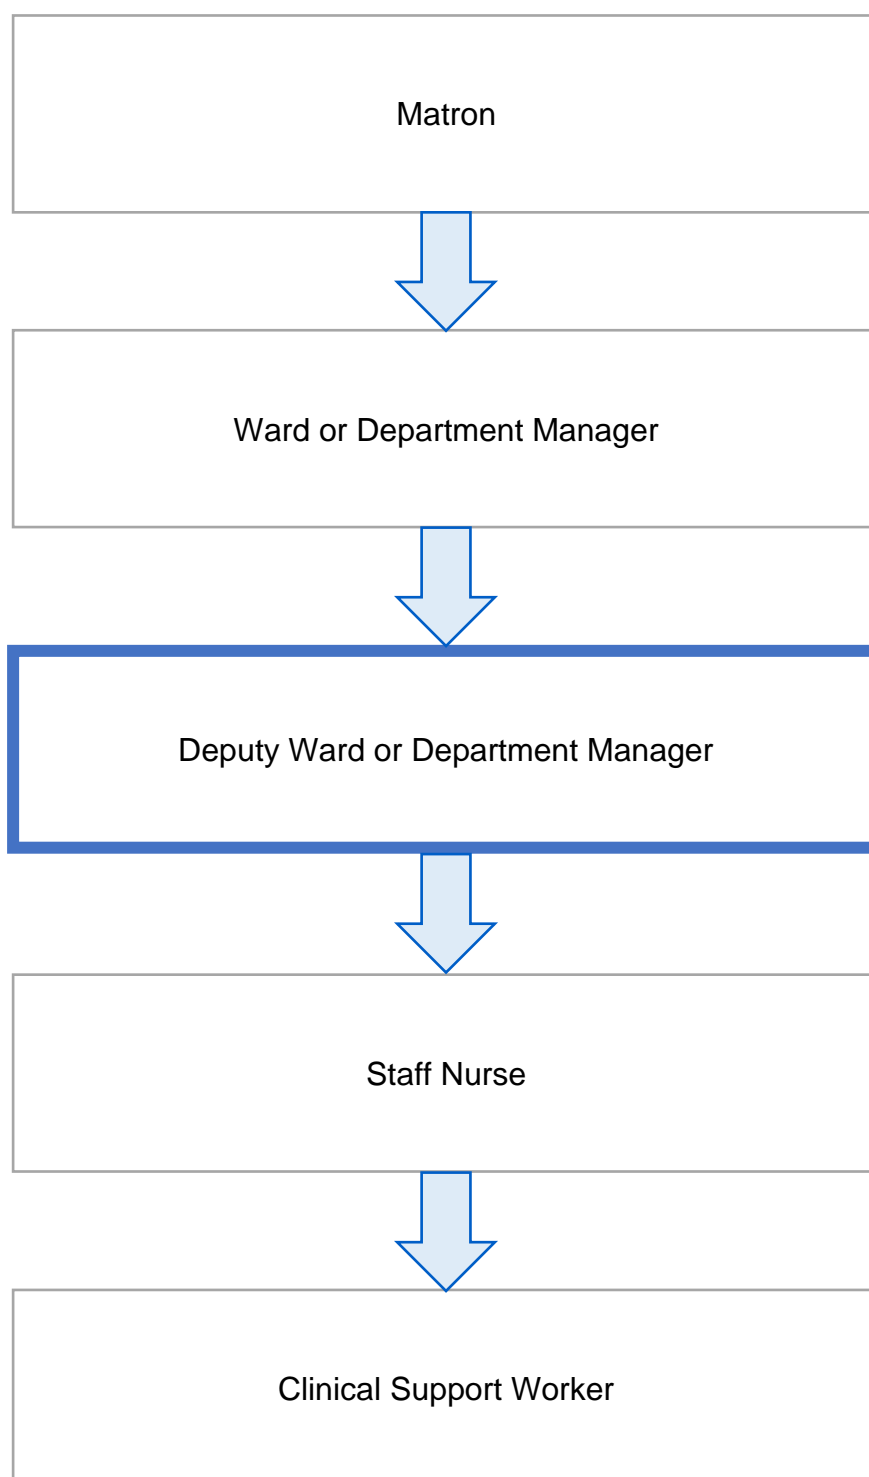 Matron
Ward or Department Manager
Deputy Ward or Department Manager
Staff Nurse
Clinical Support Worker